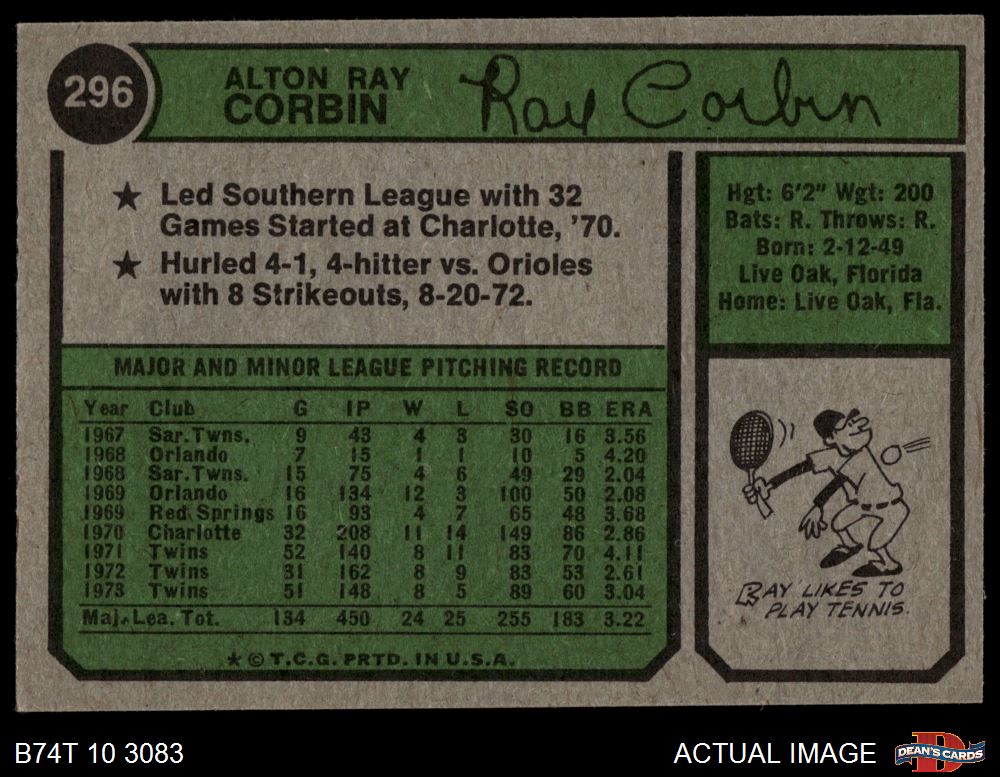 296
ALTON RAY
CORBIN
Ray Corbin
★ Led Southern League with 32
Games Started at Charlotte, '70.
★ Hurled 4-1, 4-hitter vs. Orioles
with 8 Strikeouts, 8-20-72.
Hgt: 6'2" Wgt: 200
Bats: R. Throws: R.
Born: 2-12-49
Live Oak, Florida
Home: Live Oak, Fla.
MAJOR AND MINOR LEAGUE PITCHING RECORD
Year Club G IP W L SO BB ERA
1967 Sar. Twns. 9 43 4 3 30 16 3.56
1968 Orlando 7 15 1 1 10 5 4.20
1968 Sar. Twns. 15 75 4 6 49 29 2.04
1969 Orlando 16 134 12 3 100 50 2.08
1969 Red Springs 16 93 4 7 65 48 3.68
1970 Charlotte 32 208 11 14 149 86 2.86
1971 Twins 52 140 8 11 83 70 4.11
1972 Twins 31 162 8 9 83 53 2.61
1973 Twins 51 148 8 5 89 60 3.04
Maj. Lea. Tot. 134 450 24 25 255 183 3.22
★ © T.C.G. PRTD. IN U.S.A.
RAY LIKES TO
PLAY TENNIS.
B74T 10 3083
ACTUAL IMAGE
DEAN'S CARDS